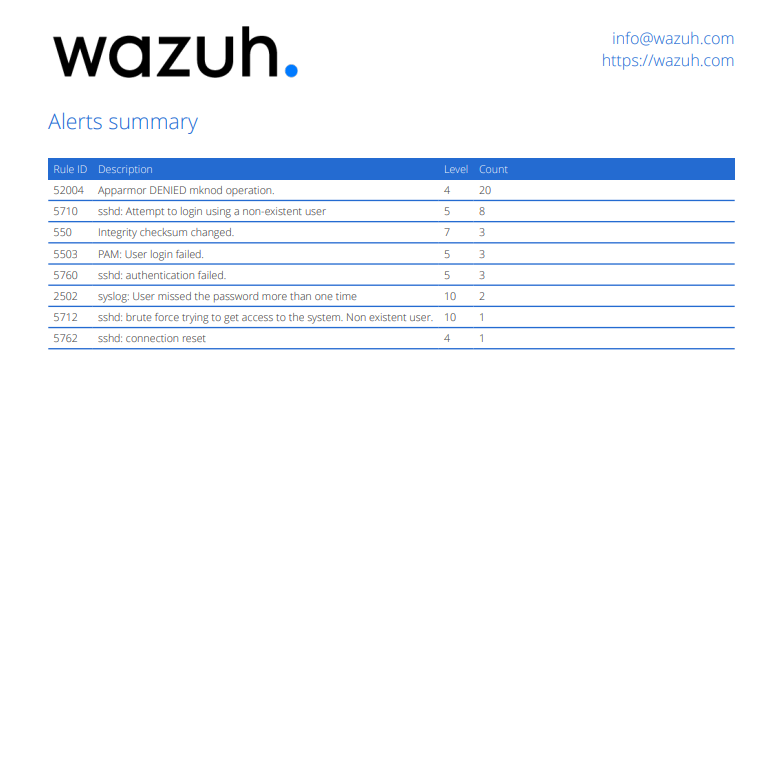 wazuh.
info@wazuh.com
https://wazuh.com
Alerts summary
Rule ID Description Level Count
52004 Apparmor DENIED mknod operation. 4 20
5710 sshd: Attempt to login using a non-existent user 5 8
550 Integrity checksum changed. 7 3
5503 PAM: User login failed. 5 3
5760 sshd: authentication failed. 5 3
2502 syslog: User missed the password more than one time 10 2
5712 sshd: brute force trying to get access to the system. Non existent user. 10 1
5762 sshd: connection reset 4 1